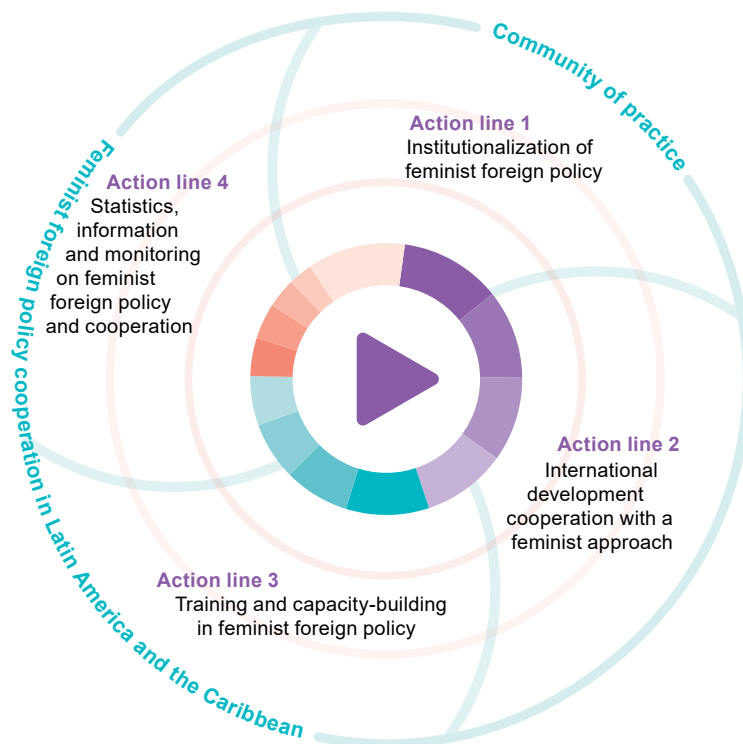 Community of practice
Action line 1
Institutionalization of
feminist foreign policy
Action line 4
Statistics,
information
and monitoring
on feminist
foreign policy
and cooperation
Action line 2
International
development
cooperation with a
feminist approach
Action line 3
Training and capacity-building
in feminist foreign policy
Feminist foreign policy cooperation in Latin America and the Caribbean